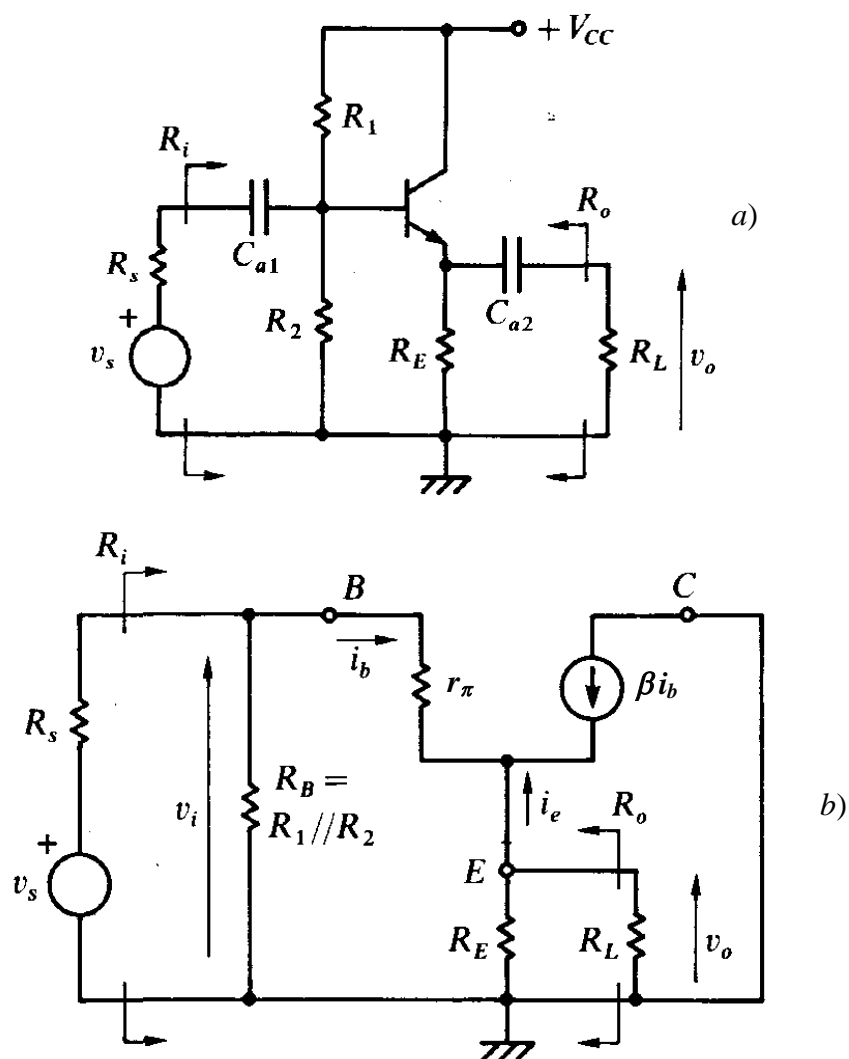 + V_CC
R_1
R_i
R_o
a)
C_a1
R_s
R_2
C_a2
+
v_s
R_E
R_L
v_o
R_i
B
C
i_b
r_π
βi_b
R_s
R_B =
R_1//R_2
v_i
i_e
R_o
b)
+
E
v_s
R_E
R_L
v_o